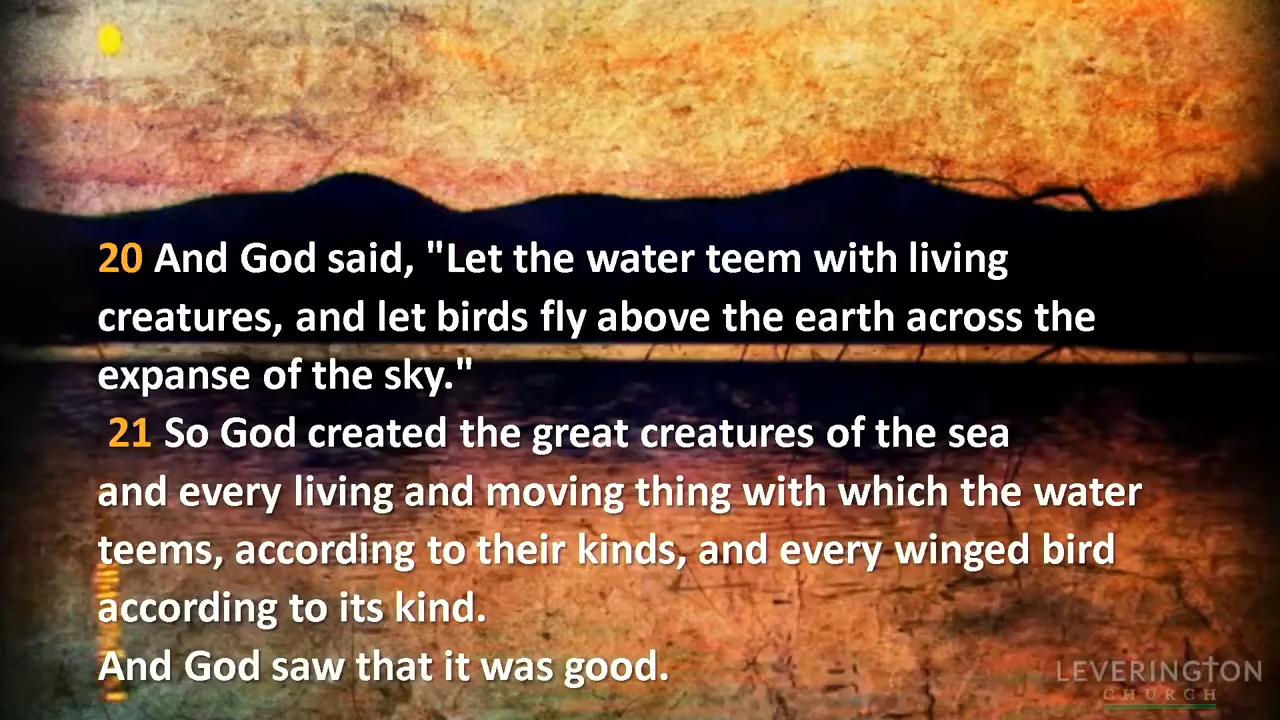 20 And God said, "Let the water teem with living
creatures, and let birds fly above the earth across the
expanse of the sky."
21 So God created the great creatures of the sea
and every living and moving thing with which the water
teems, according to their kinds, and every winged bird
according to its kind.
And God saw that it was good.
LEVERINGTON
CHURCH